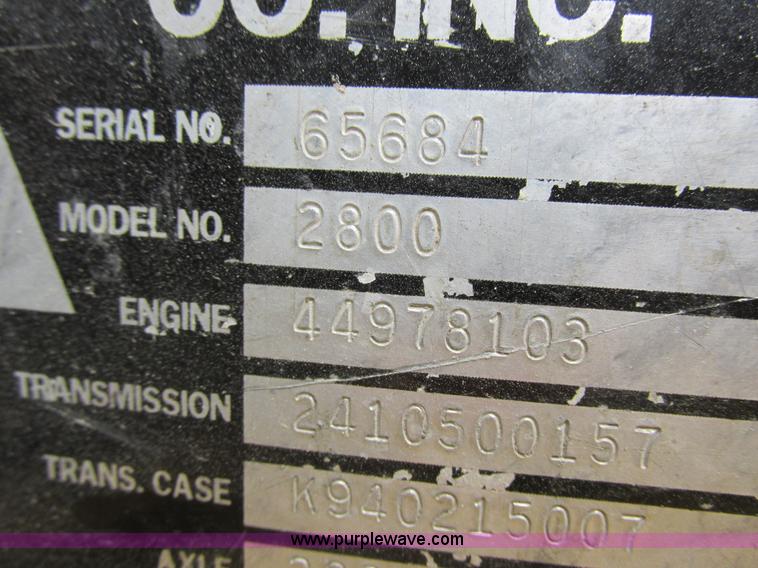 CO. INC.
SERIAL NO. 65684
MODEL NO. 2800
ENGINE 44978103
TRANSMISSION 2410500157
TRANS. CASE K940215007
www.purplewave.com
AXLE